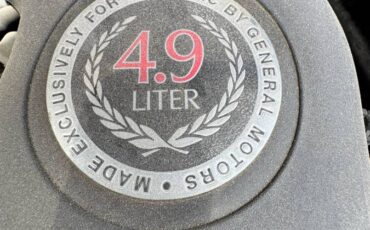 MADE EXCLUSIVELY FOR
C BY GENERAL MOTORS
4.9
LITER